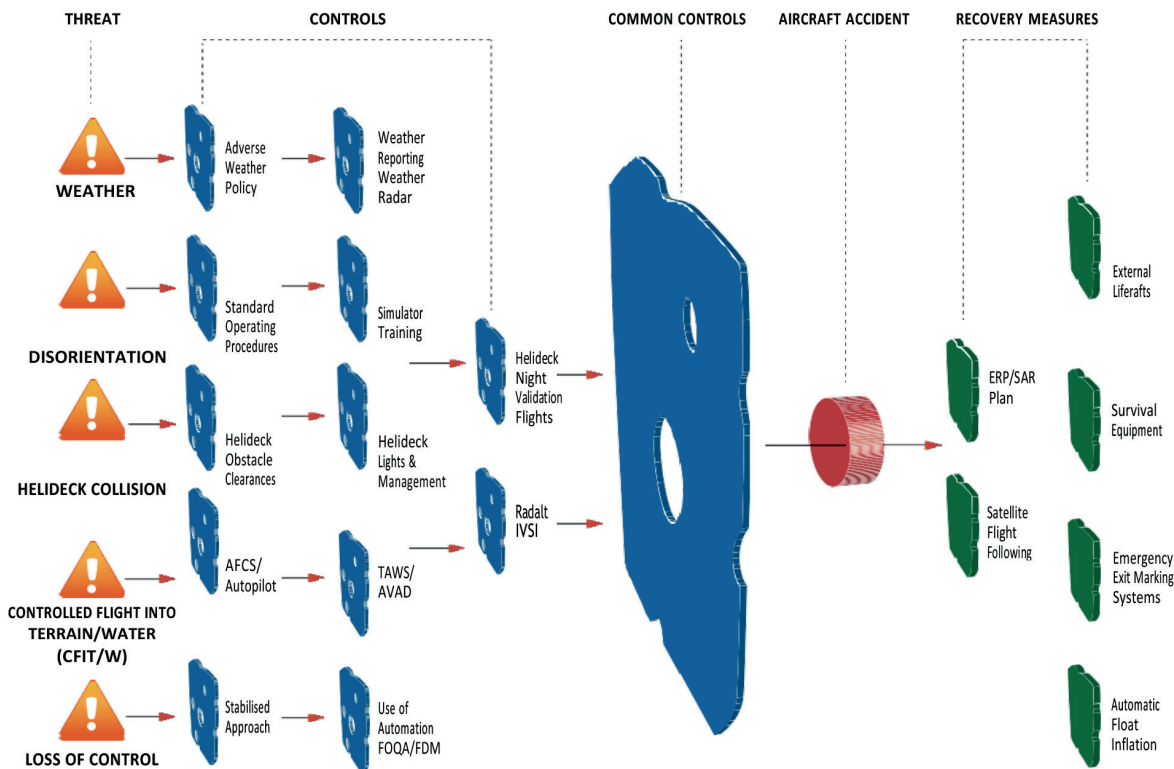 THREAT
CONTROLS
COMMON CONTROLS
AIRCRAFT ACCIDENT
RECOVERY MEASURES
WEATHER
Adverse
Weather
Policy
Weather
Reporting
Weather
Radar
DISORIENTATION
Standard
Operating
Procedures
Simulator
Training
Helideck
Night
Validation
Flights
HELIDECK COLLISION
Helideck
Obstacle
Clearances
Helideck
Lights &
Management
CONTROLLED FLIGHT INTO
TERRAIN/WATER
(CFIT/W)
AFCS/
Autopilot
TAWS/
AVAD
Radalt
IVSI
LOSS OF CONTROL
Stabilised
Approach
Use of
Automation
FOQA/FDM
ERP/SAR
Plan
Satellite
Flight
Following
External
Liferafts
Survival
Equipment
Emergency
Exit Marking
Systems
Automatic
Float
Inflation